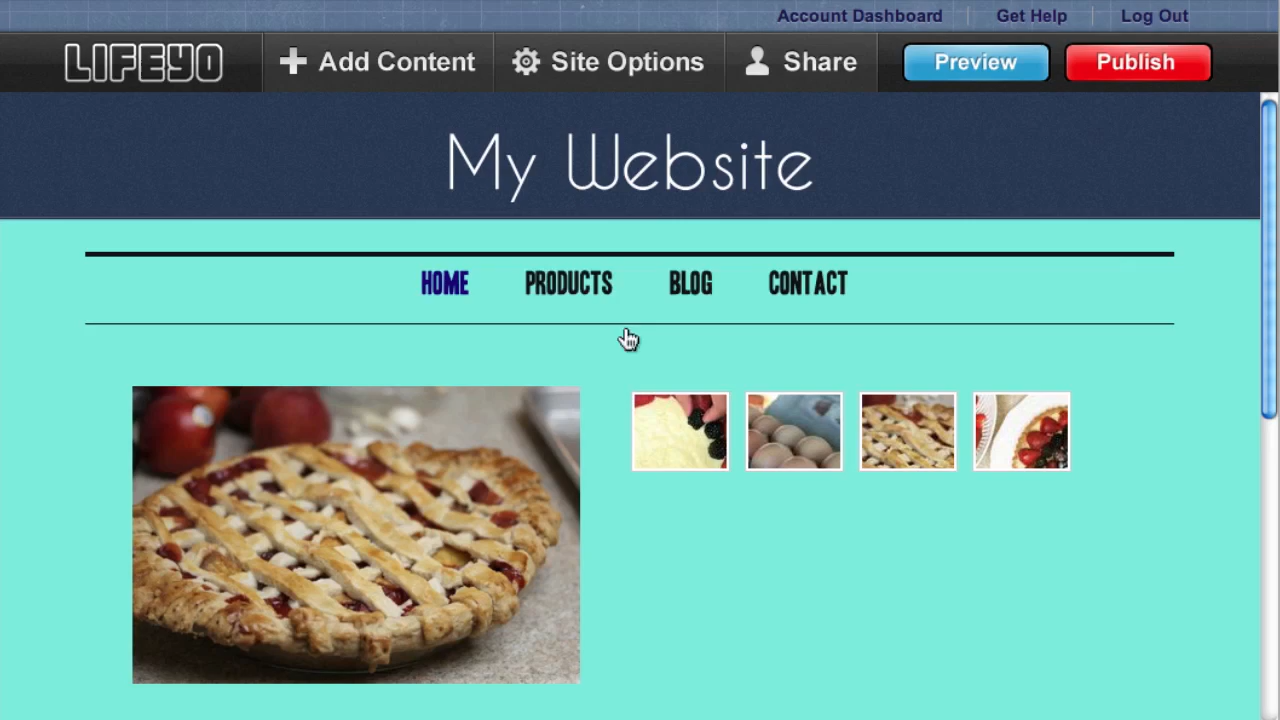 Account Dashboard Get Help Log Out
LIFEYO Add Content Site Options Share Preview Publish
My Website
HOME PRODUCTS BLOG CONTACT